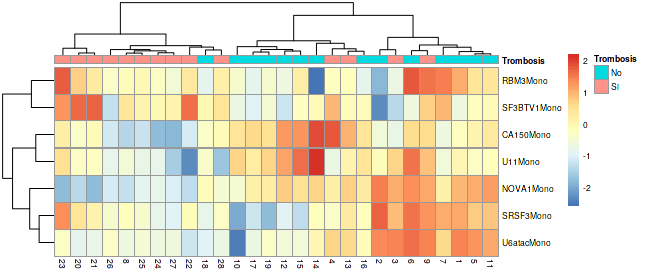 Trombosis
RBM3Mono
SF3BTV1Mono
CA150Mono
U11Mono
NOVA1Mono
SRSF3Mono
U6atacMono
23 20 21 26 8 25 24 27 22 18 28 10 17 19 12 15 14 4 13 16 2 3 6 9 7 1 5 11
2
1
0
-1
-2
Trombosis
No
SI